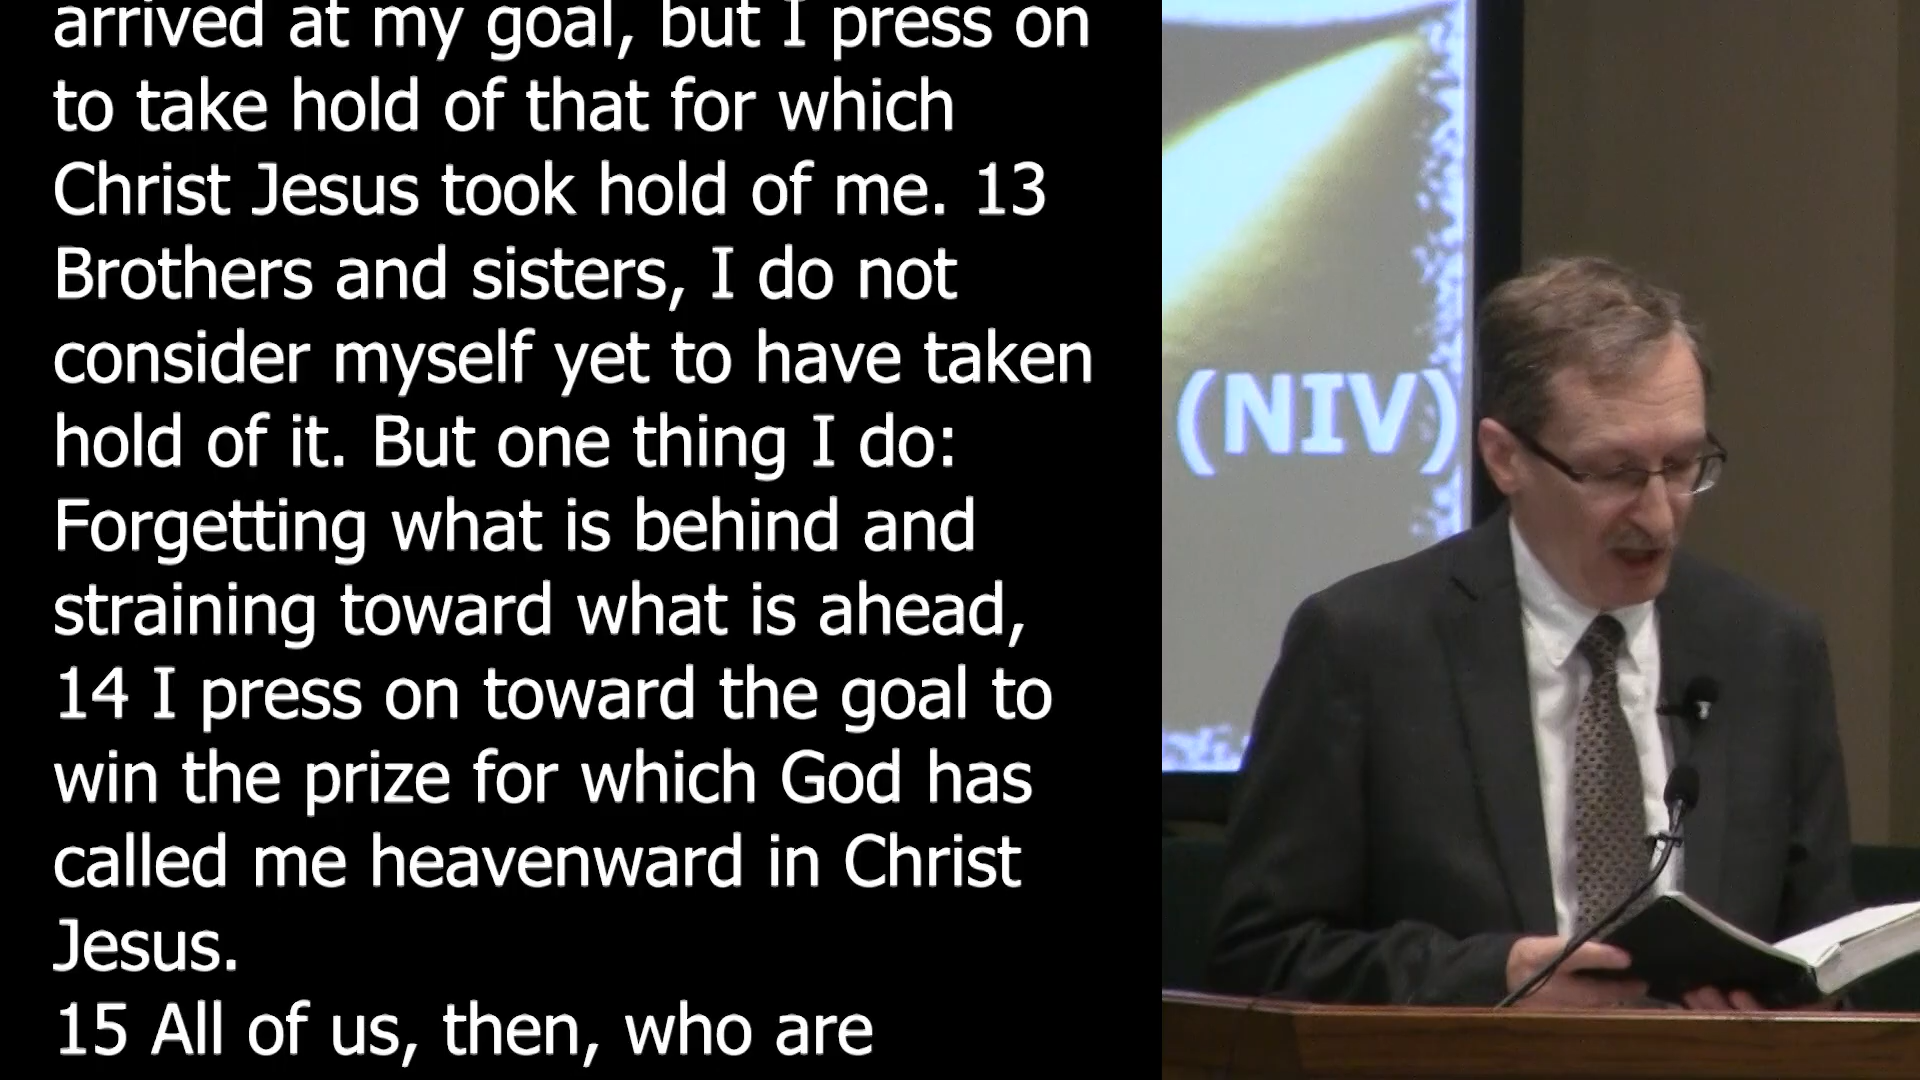 arrived at my goal, but I press on
to take hold of that for which
Christ Jesus took hold of me. 13
Brothers and sisters, I do not
consider myself yet to have taken
hold of it. But one thing I do:
Forgetting what is behind and
straining toward what is ahead,
14 I press on toward the goal to
win the prize for which God has
called me heavenward in Christ
Jesus.
15 All of us, then, who are
(NIV)